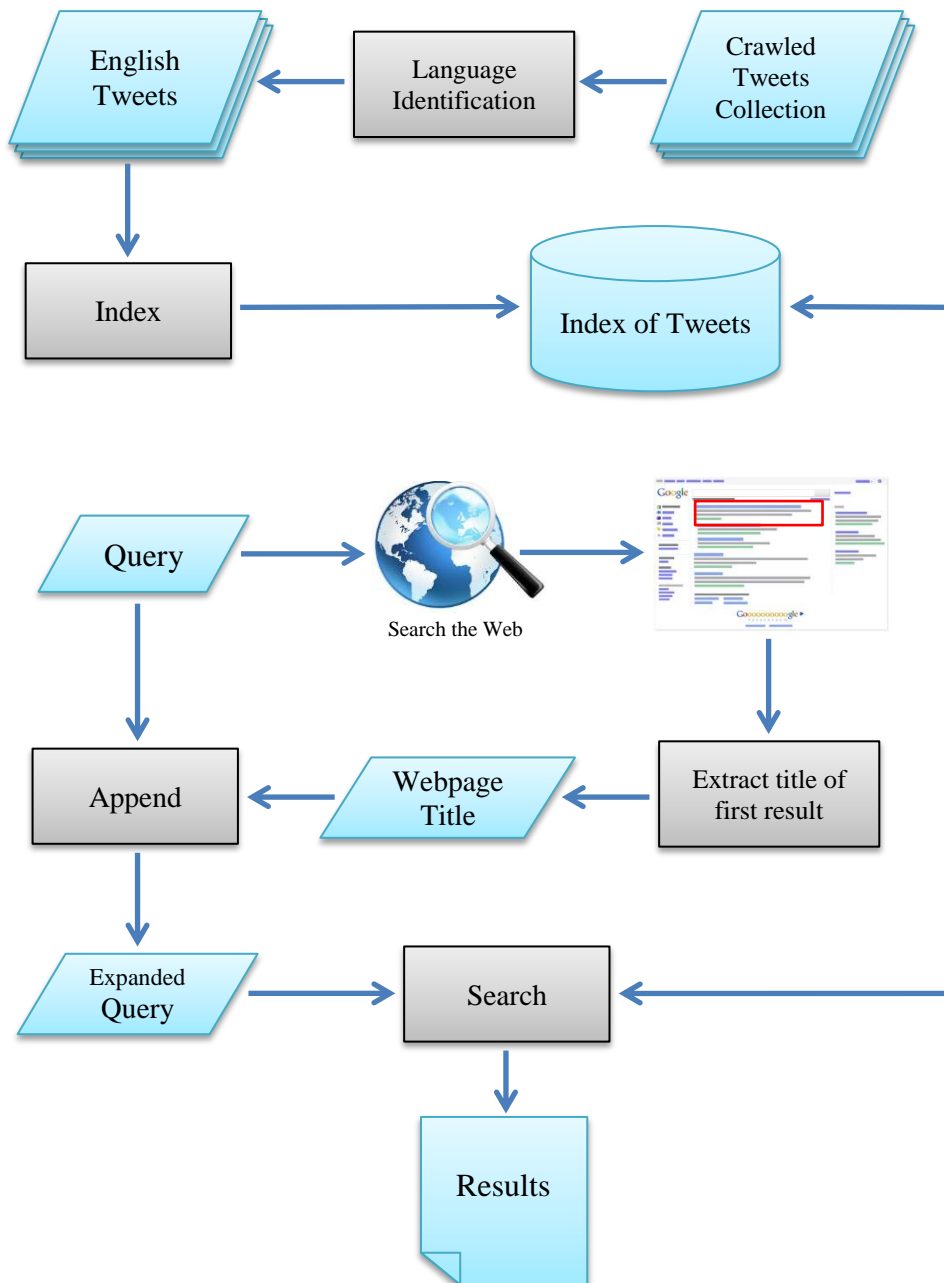 English
Tweets
Language
Identification
Crawled
Tweets
Collection
Index
Index of Tweets
Query
Search the Web
Google
Gooooooooogle
Append
Webpage
Title
Extract title of
first result
Expanded
Query
Search
Results